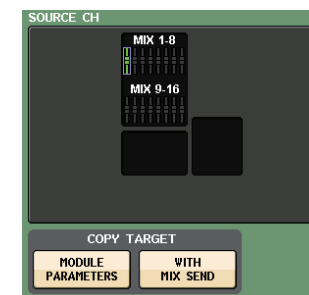 SOURCE CH
MIX 1-8
MIX 9-16
COPY TARGET
MODULE
PARAMETERS
WITH
MIX SEND